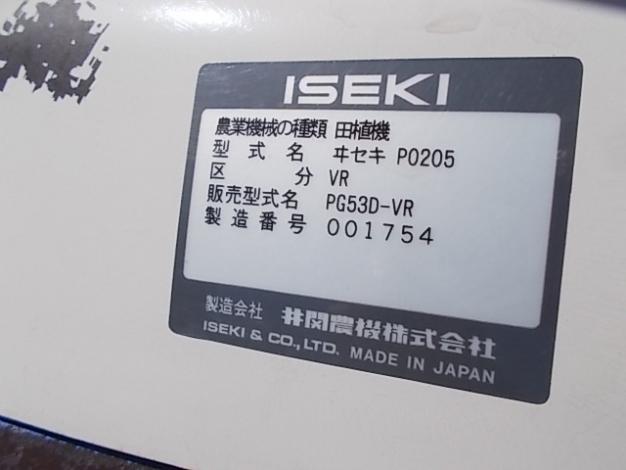 ISEKI
農業機械の種類 田植機
型式名 ヰセキ P0205
区分 VR
販売型式名 PG53D-VR
製造番号 001754
製造会社 井関農機株式会社
ISEKI & CO., LTD. MADE IN JAPAN